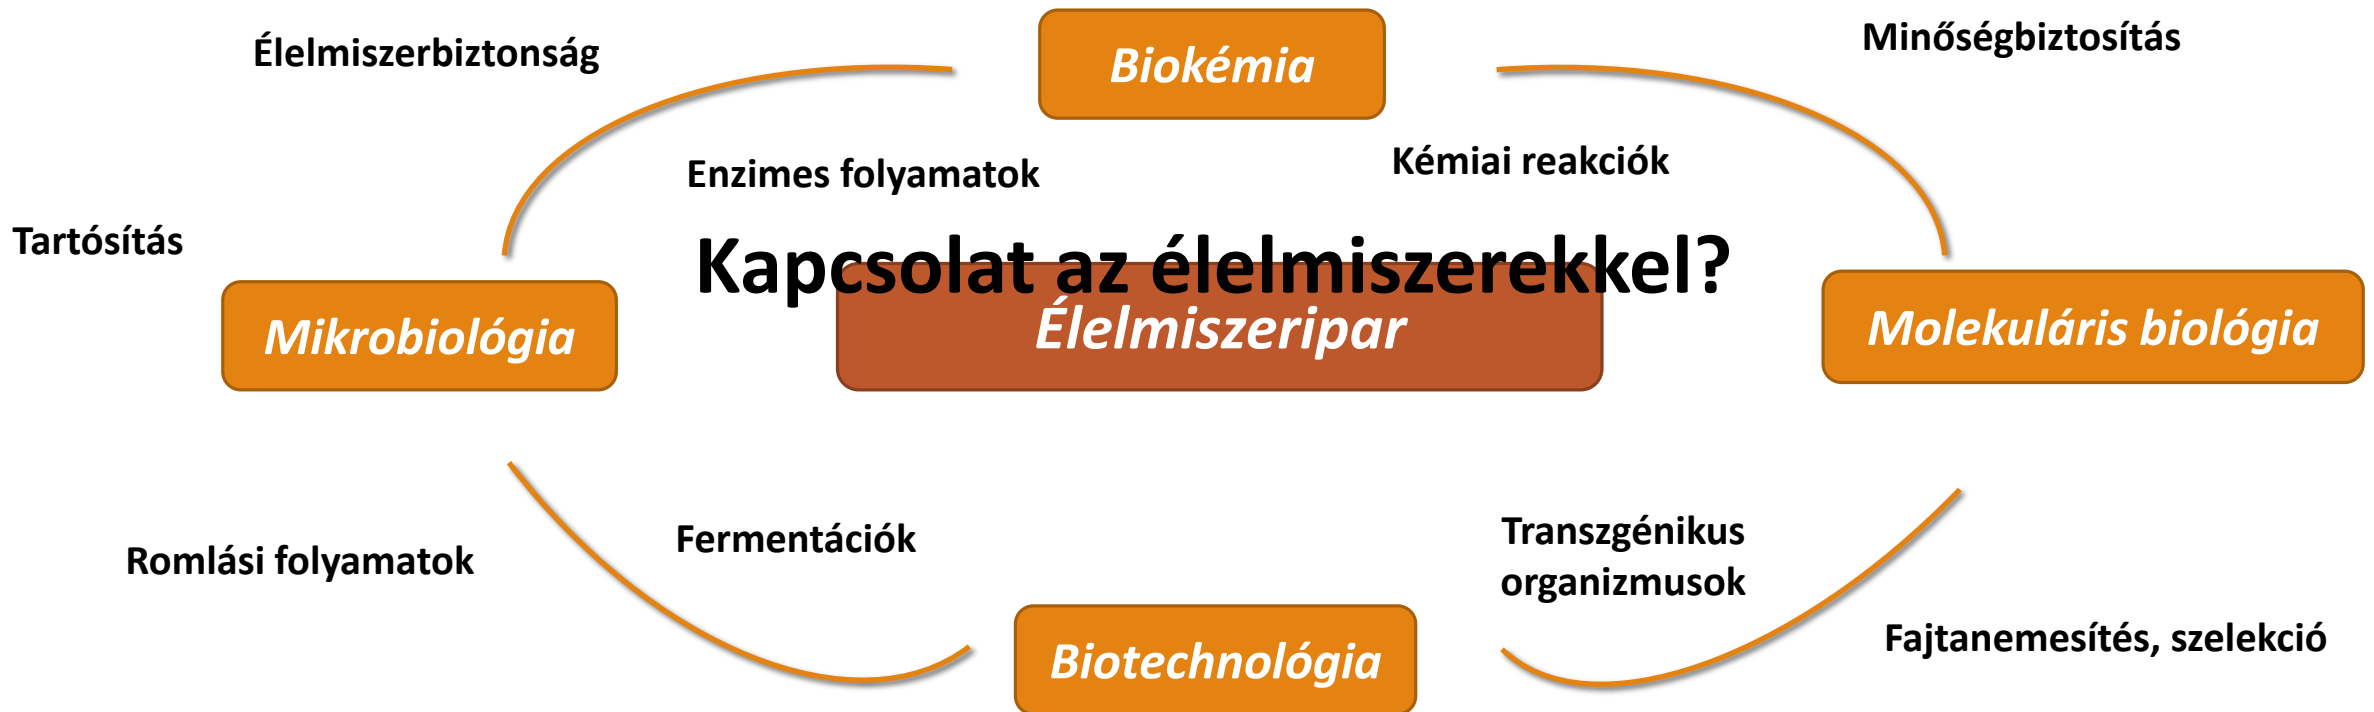 Élelmiszerbiztonság
Biokémia
Minőségbiztosítás
Enzimes folyamatok
Kémiai reakciók
Tartósítás
Kapcsolat az élelmiszerekkel?
Mikrobiológia
Élelmiszeripar
Molekuláris biológia
Romlási folyamatok
Fermentációk
Transzgénikus
organizmusok
Biotechnológia
Fajtanemesítés, szelekció